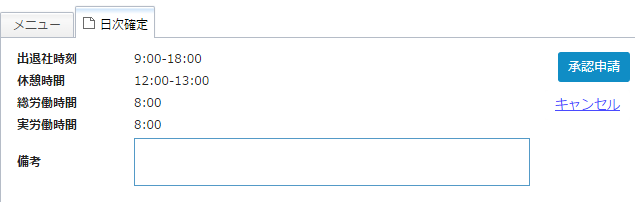 メニュー 日次確定
出退社時刻 9:00-18:00
承認申請
休憩時間 12:00-13:00
総労働時間 8:00
キャンセル
実労働時間 8:00
備考